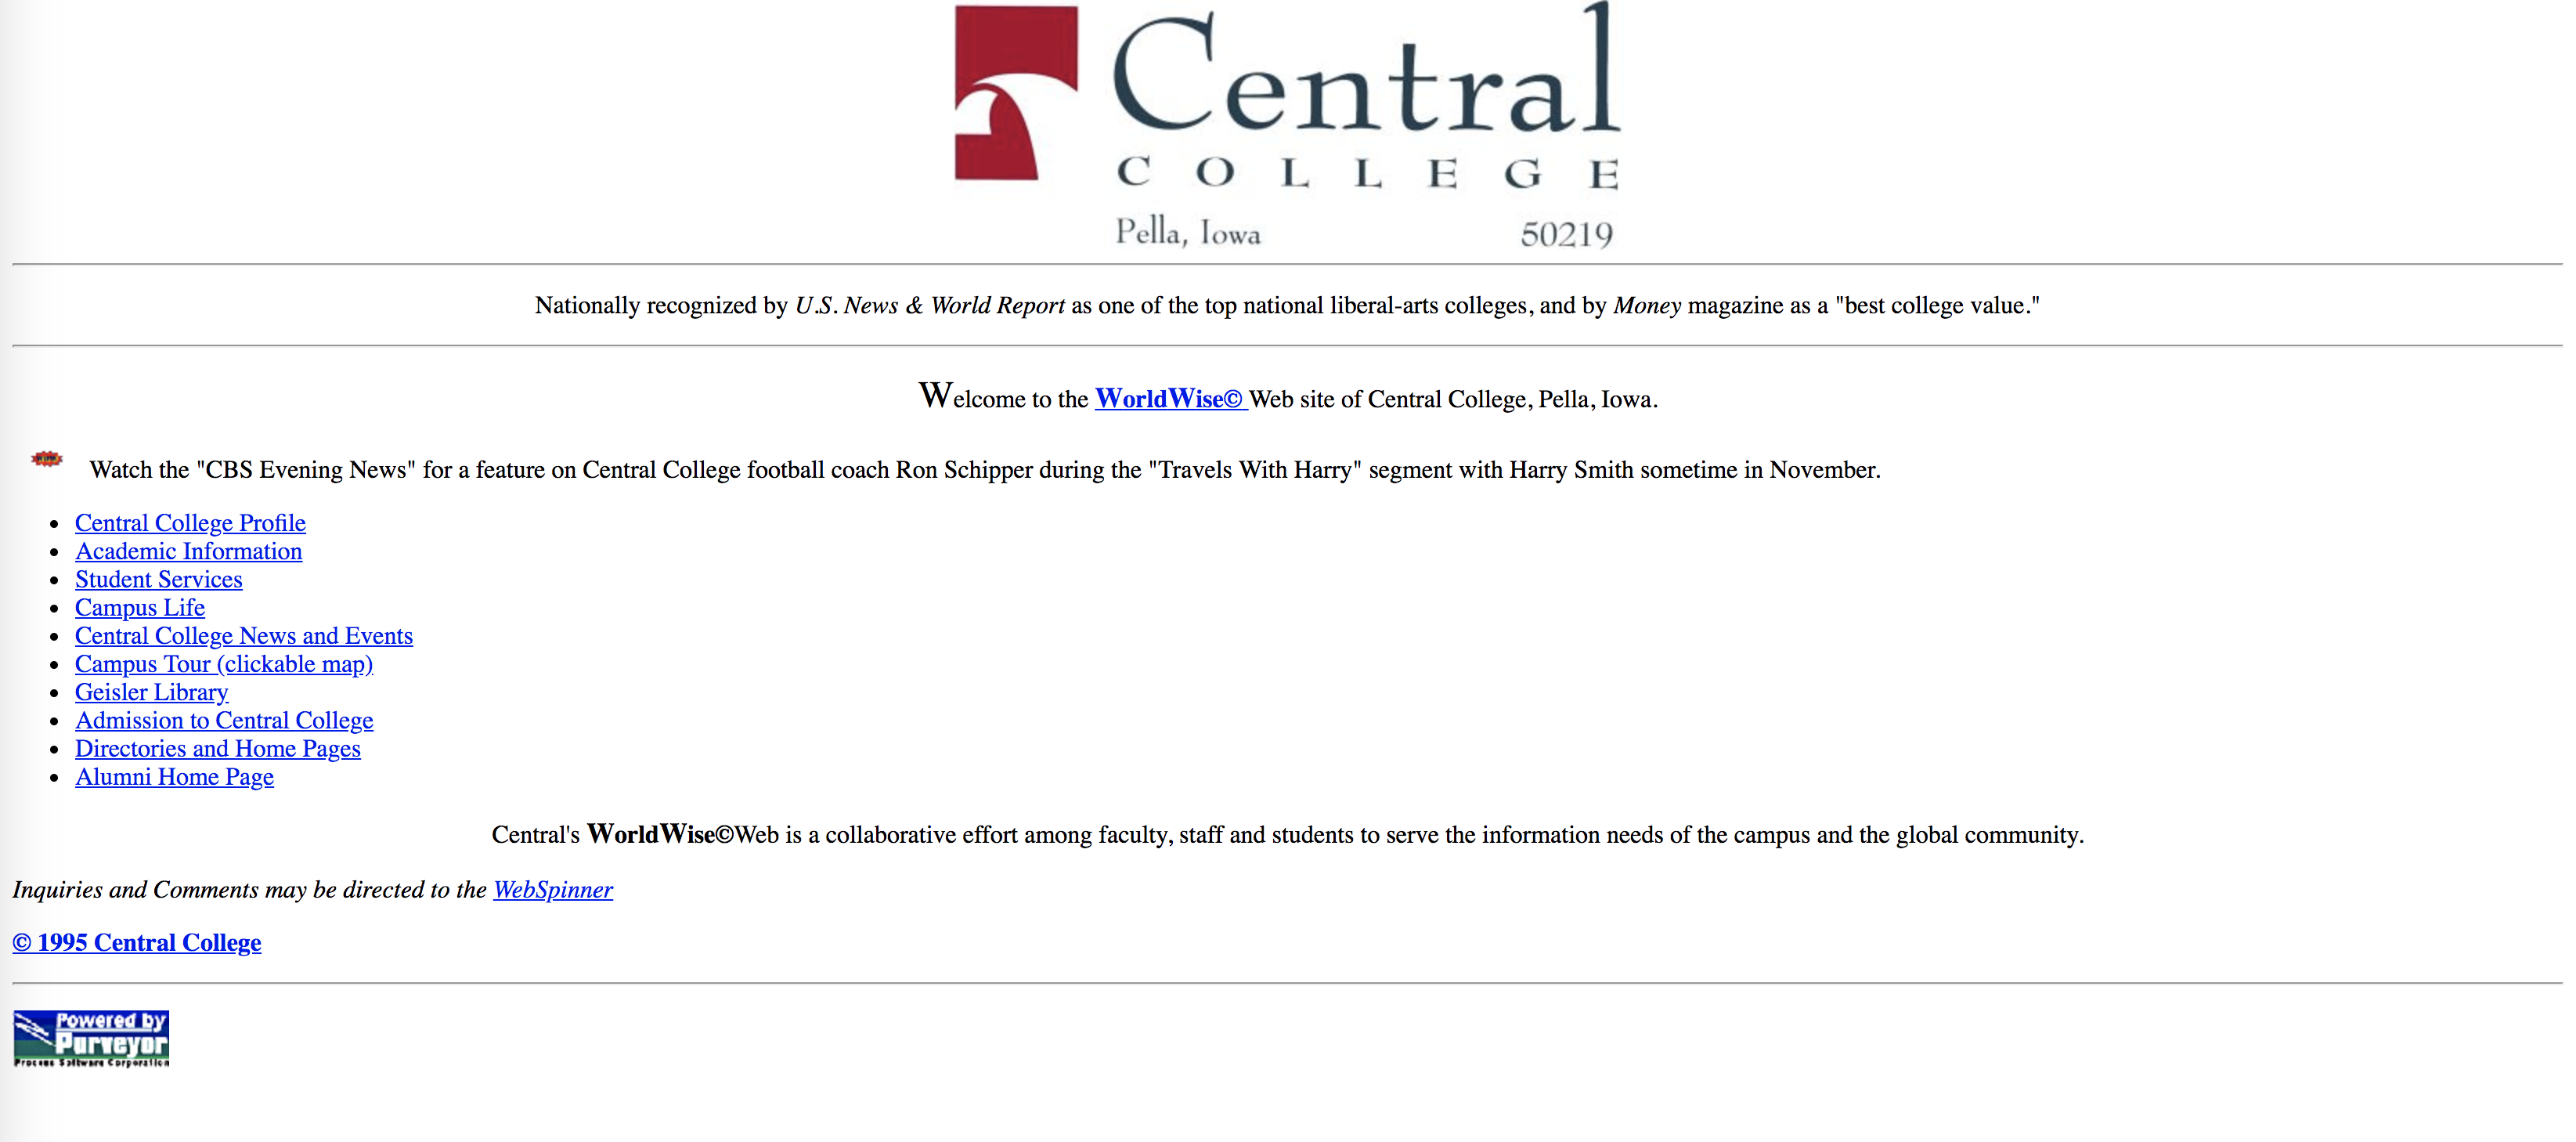 Central
COLLEGE
Pella, Iowa 50219
Nationally recognized by U.S. News & World Report as one of the top national liberal-arts colleges, and by Money magazine as a "best college value."
Welcome to the WorldWise© Web site of Central College, Pella, Iowa.
Watch the "CBS Evening News" for a feature on Central College football coach Ron Schipper during the "Travels With Harry" segment with Harry Smith sometime in November.
• Central College Profile
• Academic Information
• Student Services
• Campus Life
• Central College News and Events
• Campus Tour (clickable map)
• Geisler Library
• Admission to Central College
• Directories and Home Pages
• Alumni Home Page
Central's WorldWise©Web is a collaborative effort among faculty, staff and students to serve the information needs of the campus and the global community.
Inquiries and Comments may be directed to the WebSpinner
© 1995 Central College
Powered by
Purveyor
Process Software Corporation